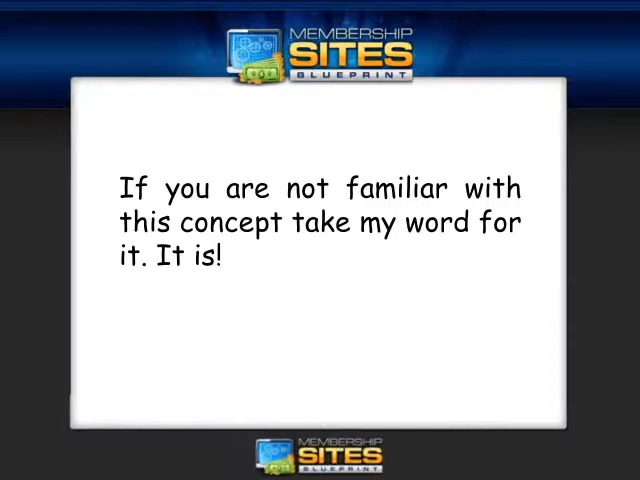 MEMBERSHIP
SITES
BLUEPRINT
If you are not familiar with
this concept take my word for
it. It is!
MEMBERSHIP
SITES
BLUEPRINT